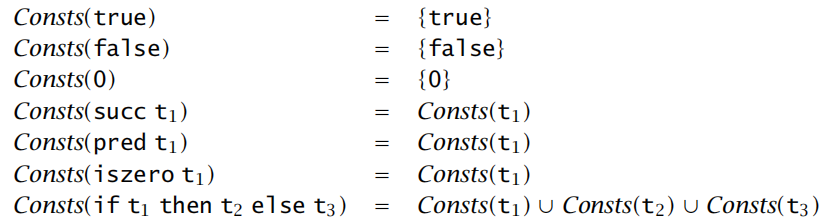 Consts(true) = {true}
Consts(false) = {false}
Consts(0) = {0}
Consts(succ t₁) = Consts(t₁)
Consts(pred t₁) = Consts(t₁)
Consts(iszero t₁) = Consts(t₁)
Consts(if t₁ then t₂ else t₃) = Consts(t₁) ∪ Consts(t₂) ∪ Consts(t₃)